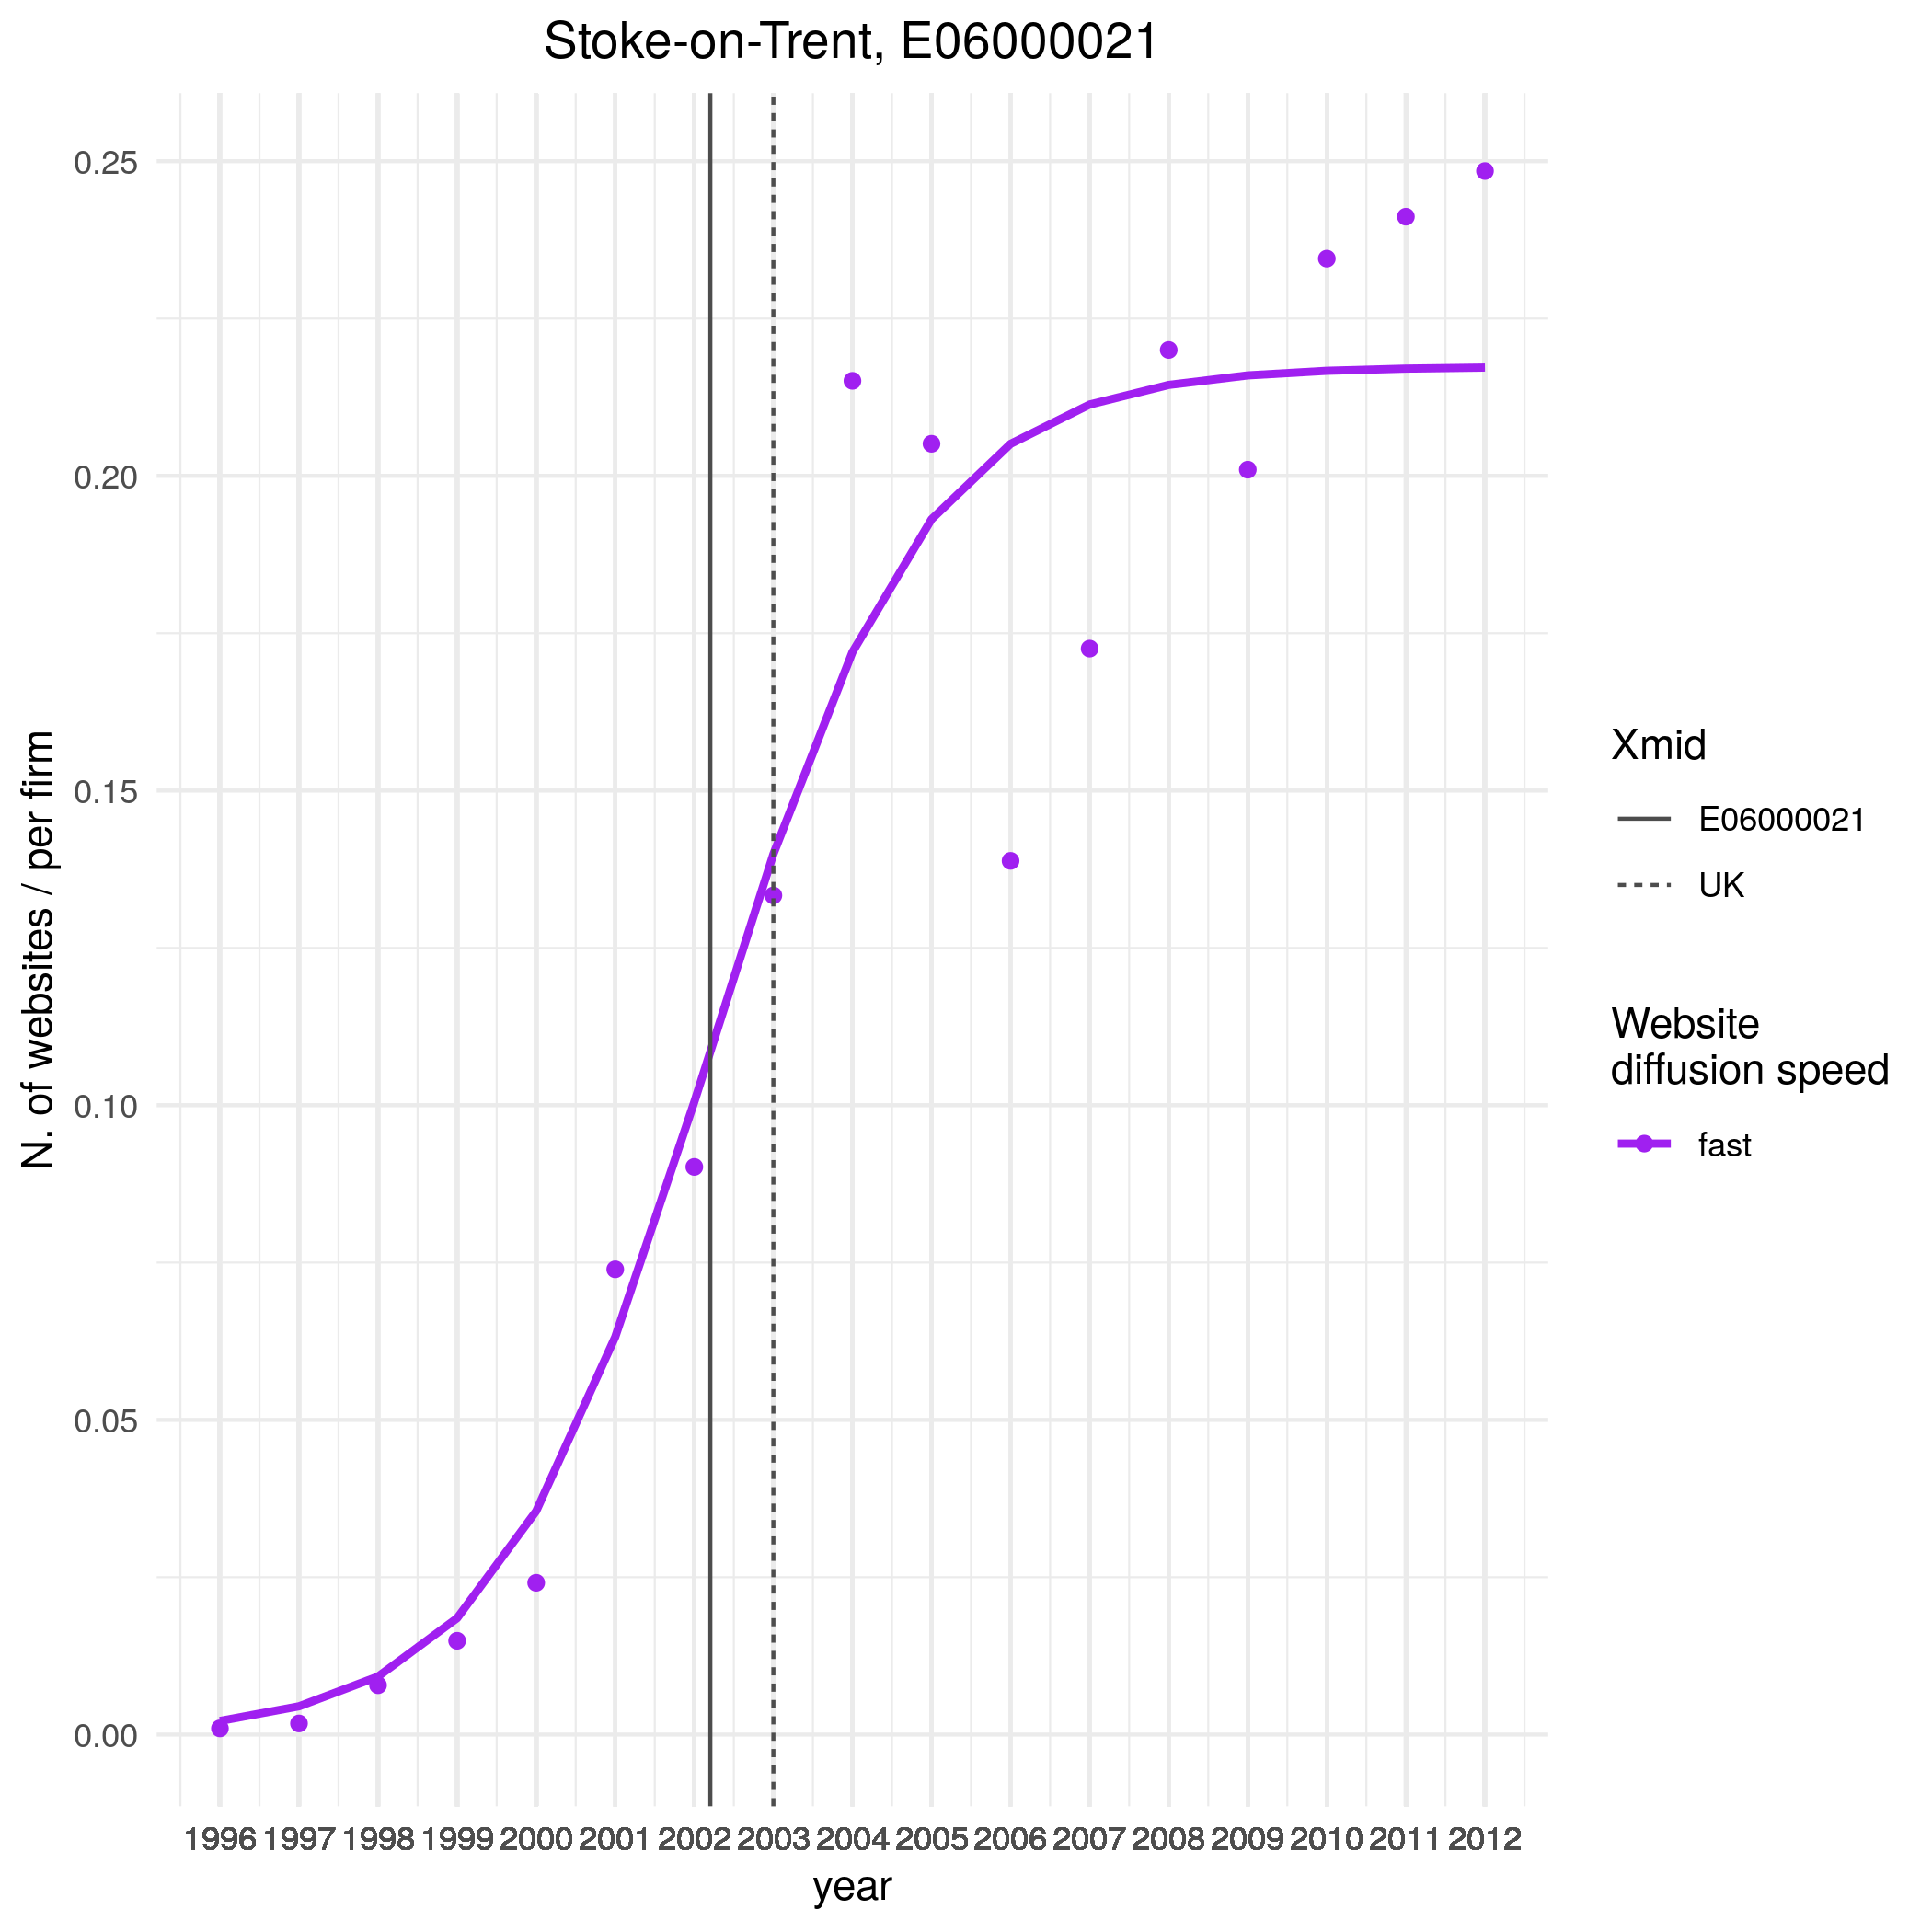 Stoke-on-Trent, E06000021
N. of websites / per firm
0.25
0.20
0.15
0.10
0.05
0.00
1996 1997 1998 1999 2000 2001 2002 2003 2004 2005 2006 2007 2008 2009 2010 2011 2012
year
Xmid
E06000021
UK
Website
diffusion speed
fast